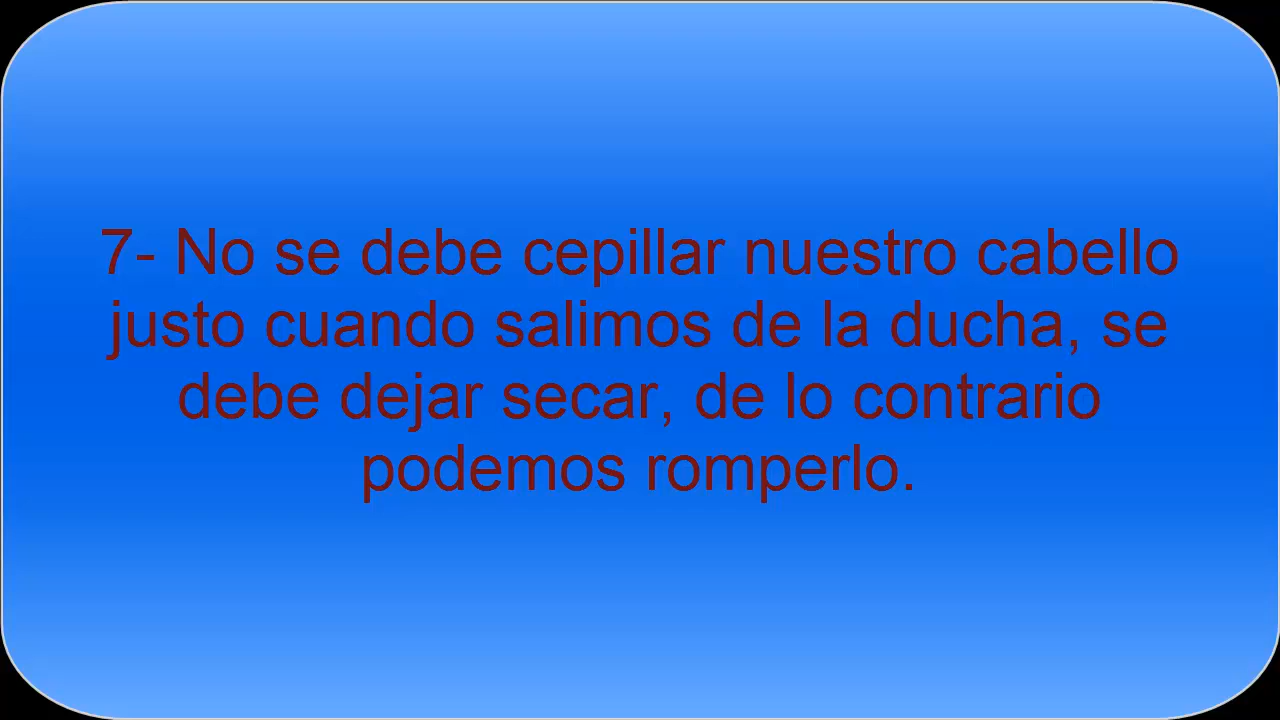 7- No se debe cepillar nuestro cabello
justo cuando salimos de la ducha, se
debe dejar secar, de lo contrario
podemos romperlo.